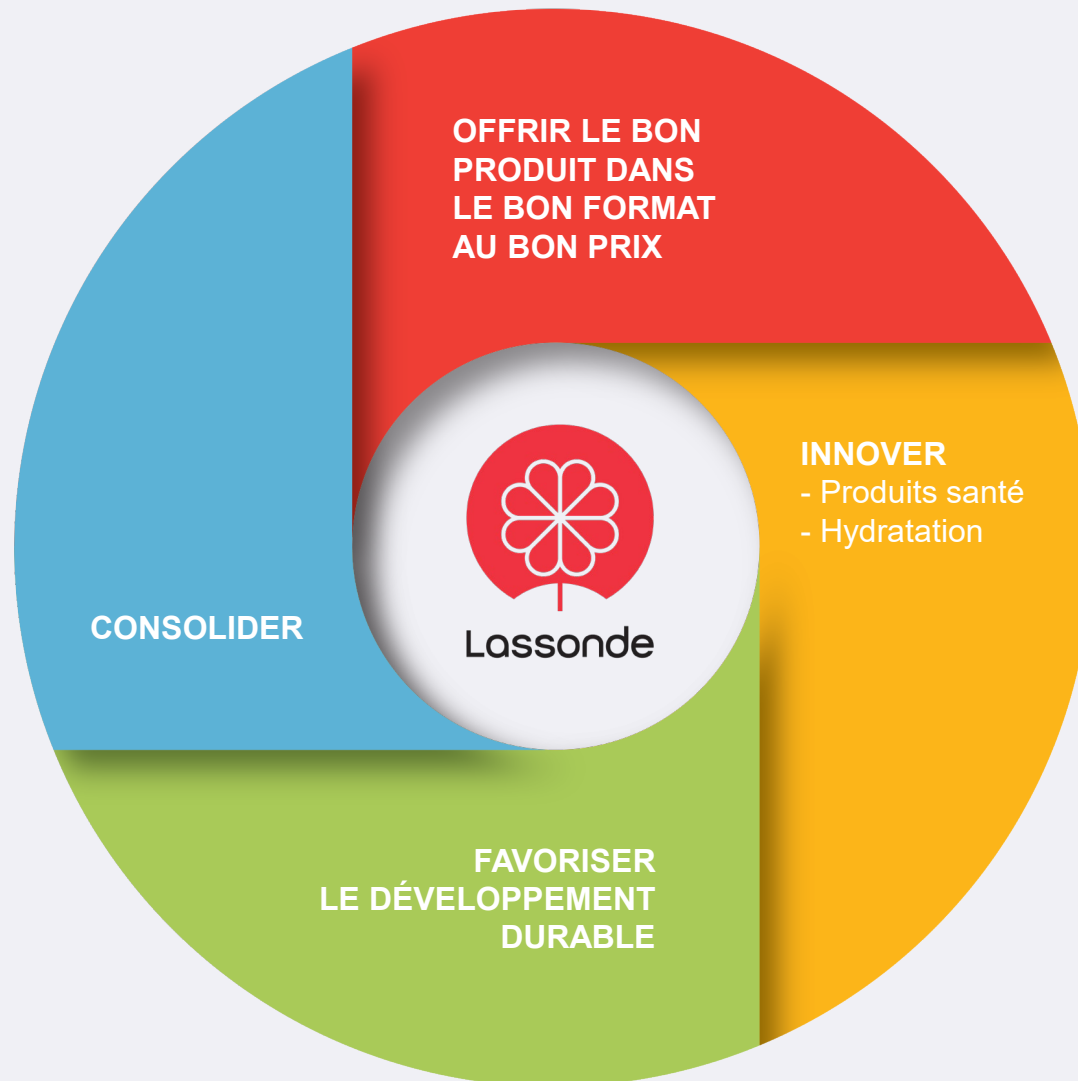 OFFRIR LE BON
PRODUIT DANS
LE BON FORMAT
AU BON PRIX
INNOVER
- Produits santé
- Hydratation
Lassonde
CONSOLIDER
FAVORISER
LE DÉVELOPPEMENT
DURABLE